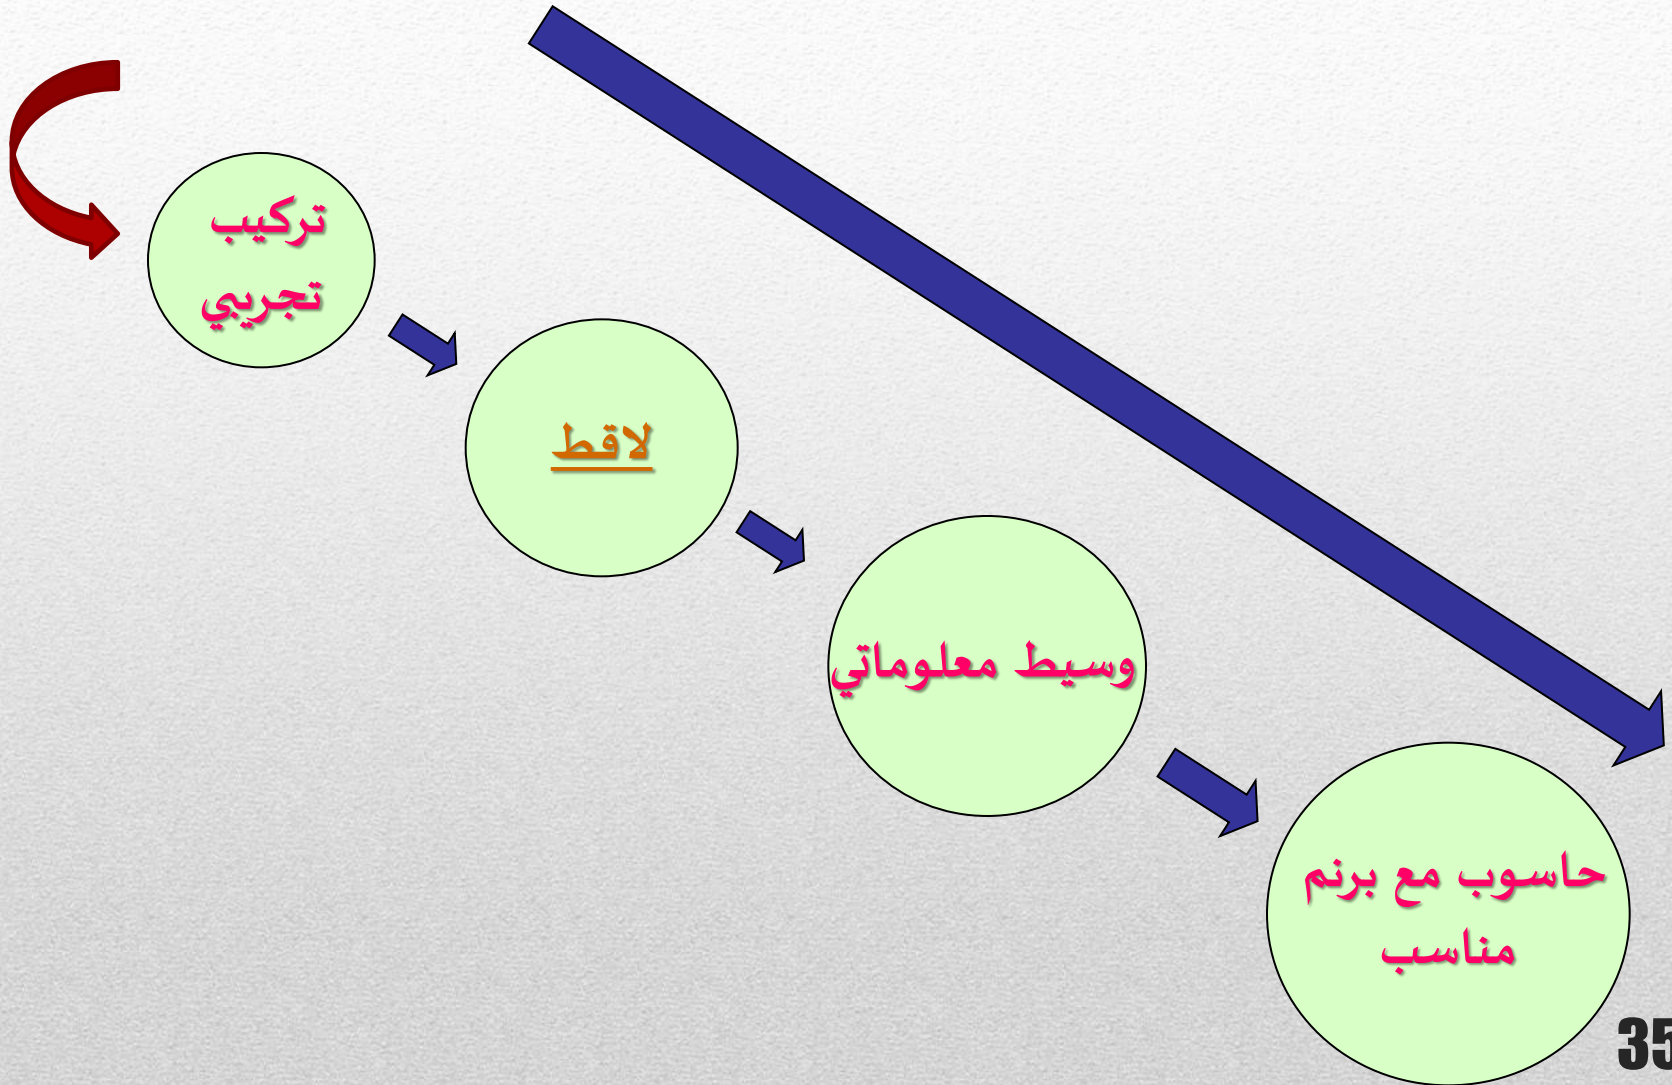 تركيب
تجريبي
لاقط
وسيط معلوماتي
حاسوب مع برنم
مناسب
35